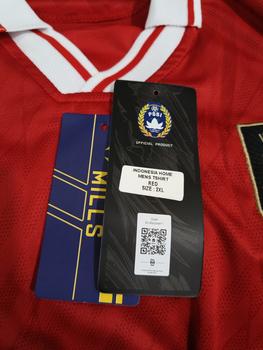 PSSI
OFFICIAL PRODUCT
INDONESIA HOME
MENS TSHIRT
RED
SIZE : 2XL
MILLS